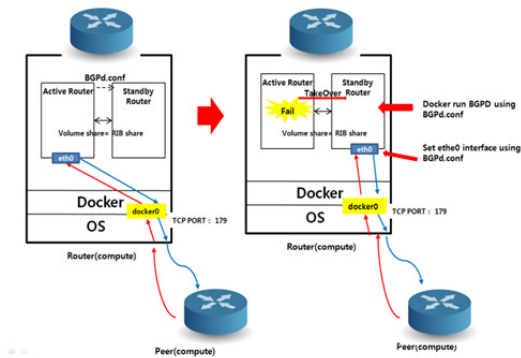 BGPd.conf
Active Router
Standby
Router
Volume share= RIB share
eth0
Docker
docker0
TCP PORT : 179
OS
Router(compute)
Peer(compute)
Active Router
Standby
Router
TakeOver
Fail
Volume share= RIB share
eth0
Docker
docker0
TCP PORT : 179
OS
Router(compute)
Peer(compute)
Docker run BGPD using
BGPd.conf
Set ethe0 interface using
BGPd.conf